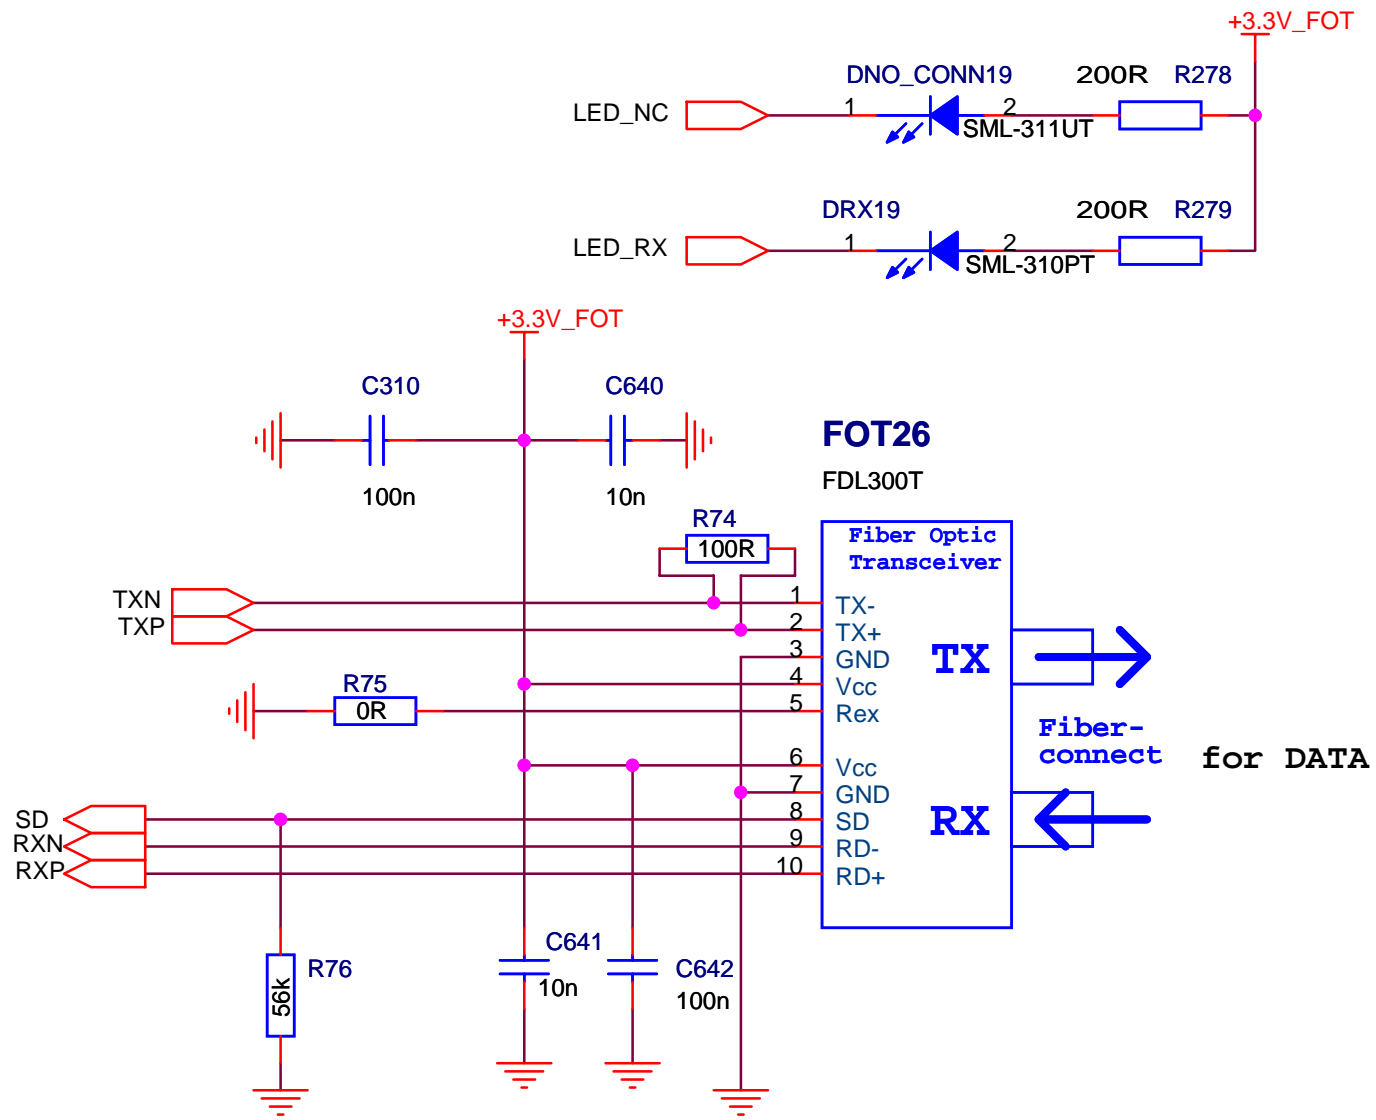 +3.3V_FOT
DNO_CONN19
200R
R278
LED_NC
1
2
SML-311UT
DRX19
200R
R279
LED_RX
1
2
SML-310PT
+3.3V_FOT
C310
C640
100n
10n
FOT26
FDL300T
R74
100R
Fiber Optic
Transceiver
TXN
1
TX-
TXP
2
TX+
3
GND
TX
R75
0R
4
Vcc
5
Rex
Fiber-
connect
for DATA
6
Vcc
7
GND
SD
8
SD
RX
RXN
9
RD-
RXP
10
RD+
C641
10n
R76
56k
C642
100n